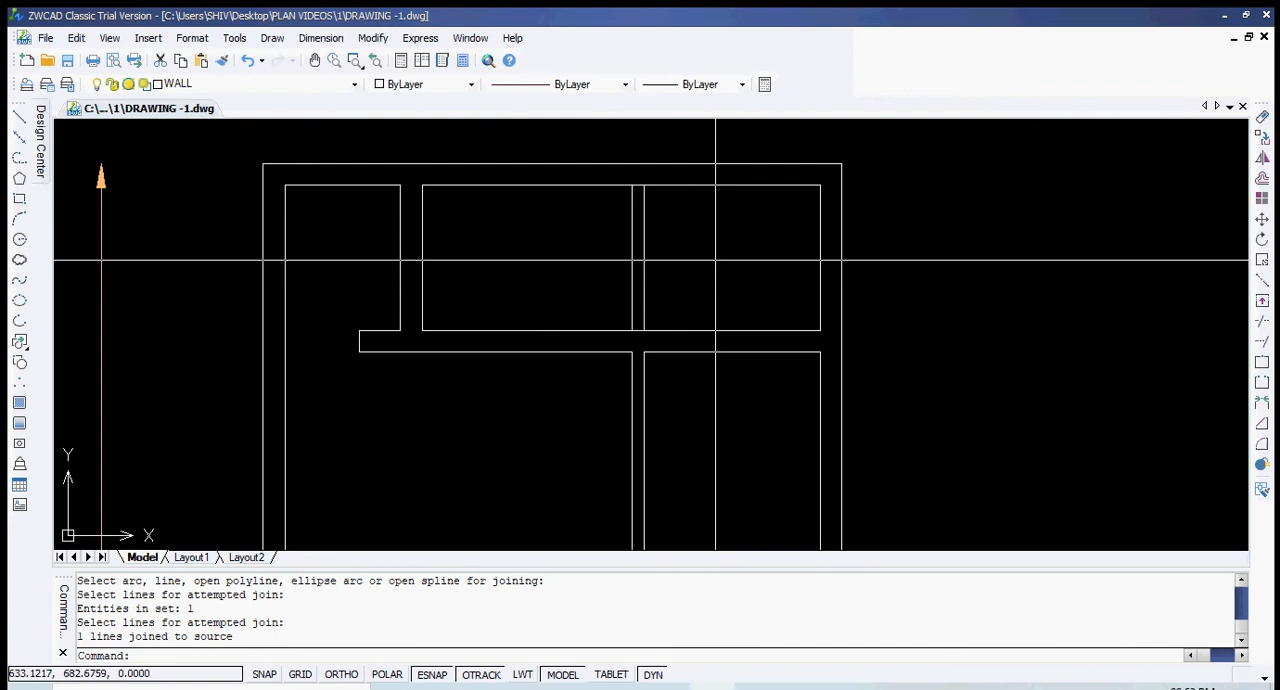 ZWCAD Classic Trial Version - [C:\Users\SHIV\Desktop\PLAN VIDEOS\1\DRAWING -1.dwg]
File Edit View Insert Format Tools Draw Dimension Modify Express Window Help
WALL ByLayer ByLayer ByLayer
C:\...\1\DRAWING -1.dwg
Design Center
Y
X
Model Layout1 Layout2
Select arc, line, open polyline, ellipse arc or open spline for joining:
Select lines for attempted join:
Entities in set: 1
Select lines for attempted join:
1 lines joined to source
Comman...
Command:
633.1217, 682.6759, 0.0000 SNAP GRID ORTHO POLAR ESNAP OTRACK LWT MODEL TABLET DYN